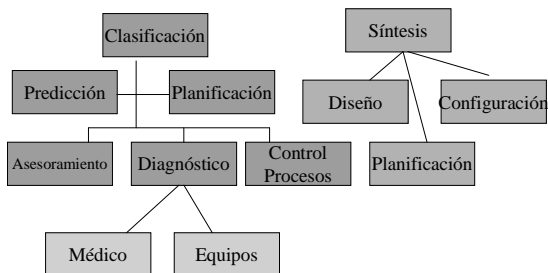 Clasificación
Síntesis
Predicción
Planificación
Diseño
Configuración
Asesoramiento
Diagnóstico
Control
Procesos
Planificación
Médico
Equipos